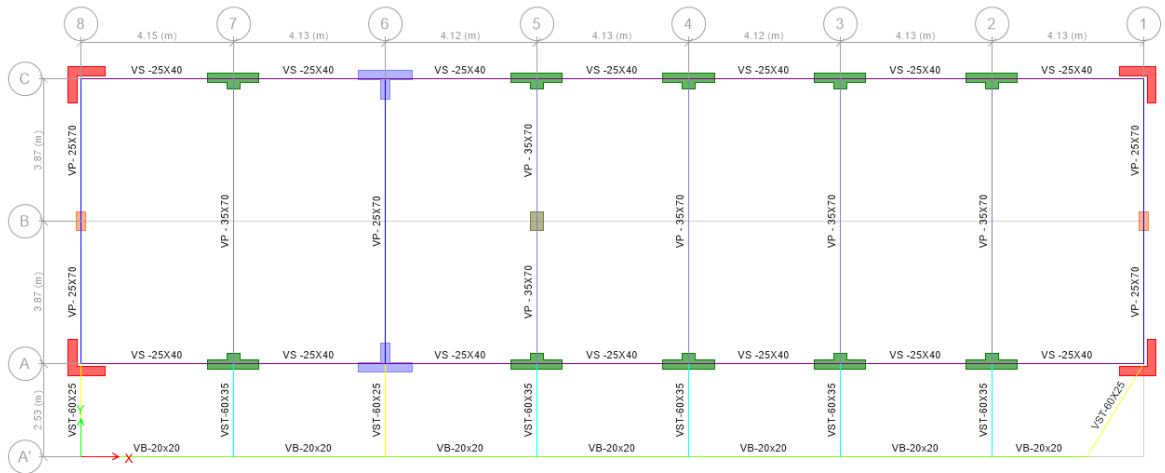 8 7 6 5 4 3 2 1
4.15 (m) 4.13 (m) 4.12 (m) 4.13 (m) 4.12 (m) 4.13 (m) 4.13 (m)
C
VS -25X40 VS -25X40 VS -25X40 VS -25X40 VS -25X40 VS -25X40 VS -25X40
3.87 (m)
VP- 25X70
VP - 35X70
VP - 25X70
VP - 35X70
VP - 35X70
VP - 35X70
VP - 35X70
VP - 25X70
B
3.87 (m)
VP- 25X70
VP - 35X70
VP - 25X70
A
VS -25X40 VS -25X40 VS -25X40 VS -25X40 VS -25X40 VS -25X40 VS -25X40
2.53 (m)
VST-60X25
VST-60X35
VST-60X25
VST-60X35
VST-60X35
VST-60X35
VST-60X35
VST-60X25
Y
A' X
VB-20x20 VB-20x20 VB-20x20 VB-20x20 VB-20x20 VB-20x20 VB-20x20